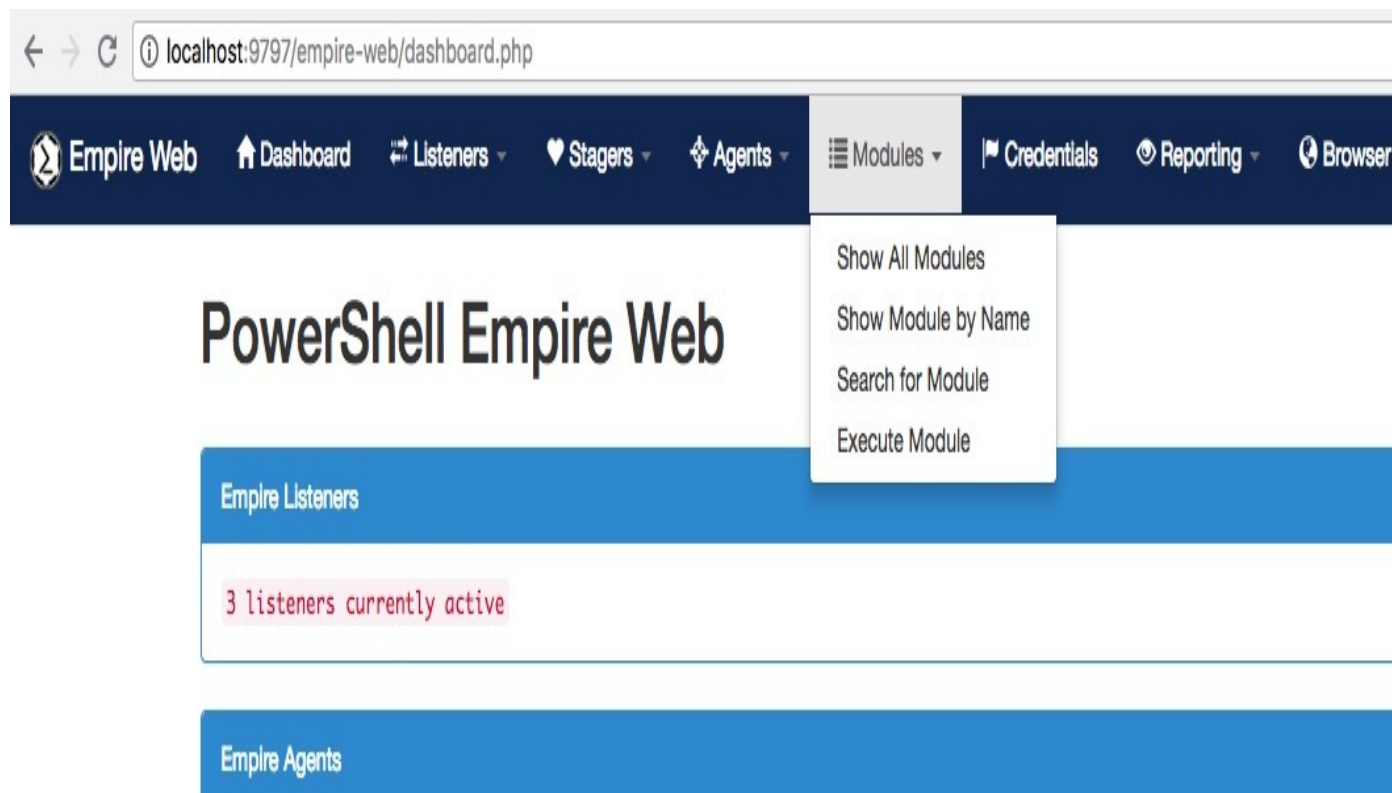 localhost:9797/empire-web/dashboard.php
Empire Web Dashboard Listeners Stagers Agents Modules Credentials Reporting Browser
Show All Modules
Show Module by Name
Search for Module
Execute Module
PowerShell Empire Web
Empire Listeners
3 listeners currently active
Empire Agents